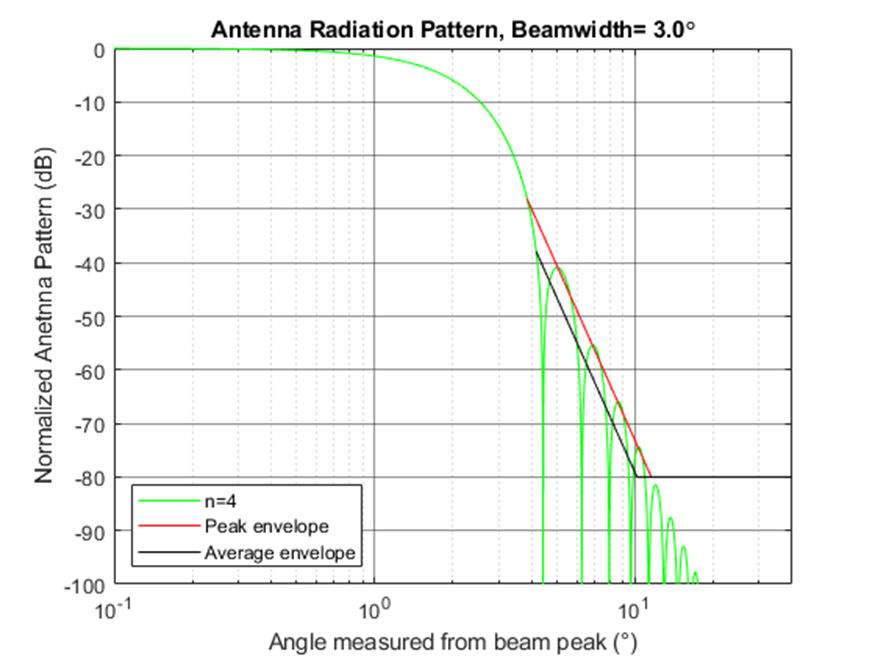 Antenna Radiation Pattern, Beamwidth= 3.0°
Normalized Anetnna Pattern (dB)
0
-10
-20
-30
-40
-50
-60
-70
-80
-90
-100
n=4
Peak envelope
Average envelope
10⁻¹ 10⁰ 10¹
Angle measured from beam peak (°)